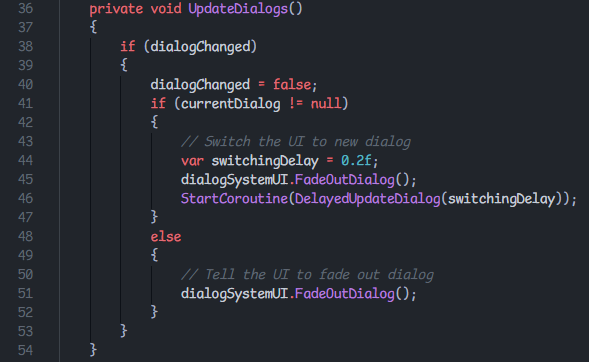 36 private void UpdateDialogs()
37 {
38 if (dialogChanged)
39 {
40 dialogChanged = false;
41 if (currentDialog != null)
42 {
43 // Switch the UI to new dialog
44 var switchingDelay = 0.2f;
45 dialogSystemUI.FadeOutDialog();
46 StartCoroutine(DelayedUpdateDialog(switchingDelay));
47 }
48 else
49 {
50 // Tell the UI to fade out dialog
51 dialogSystemUI.FadeOutDialog();
52 }
53 }
54 }